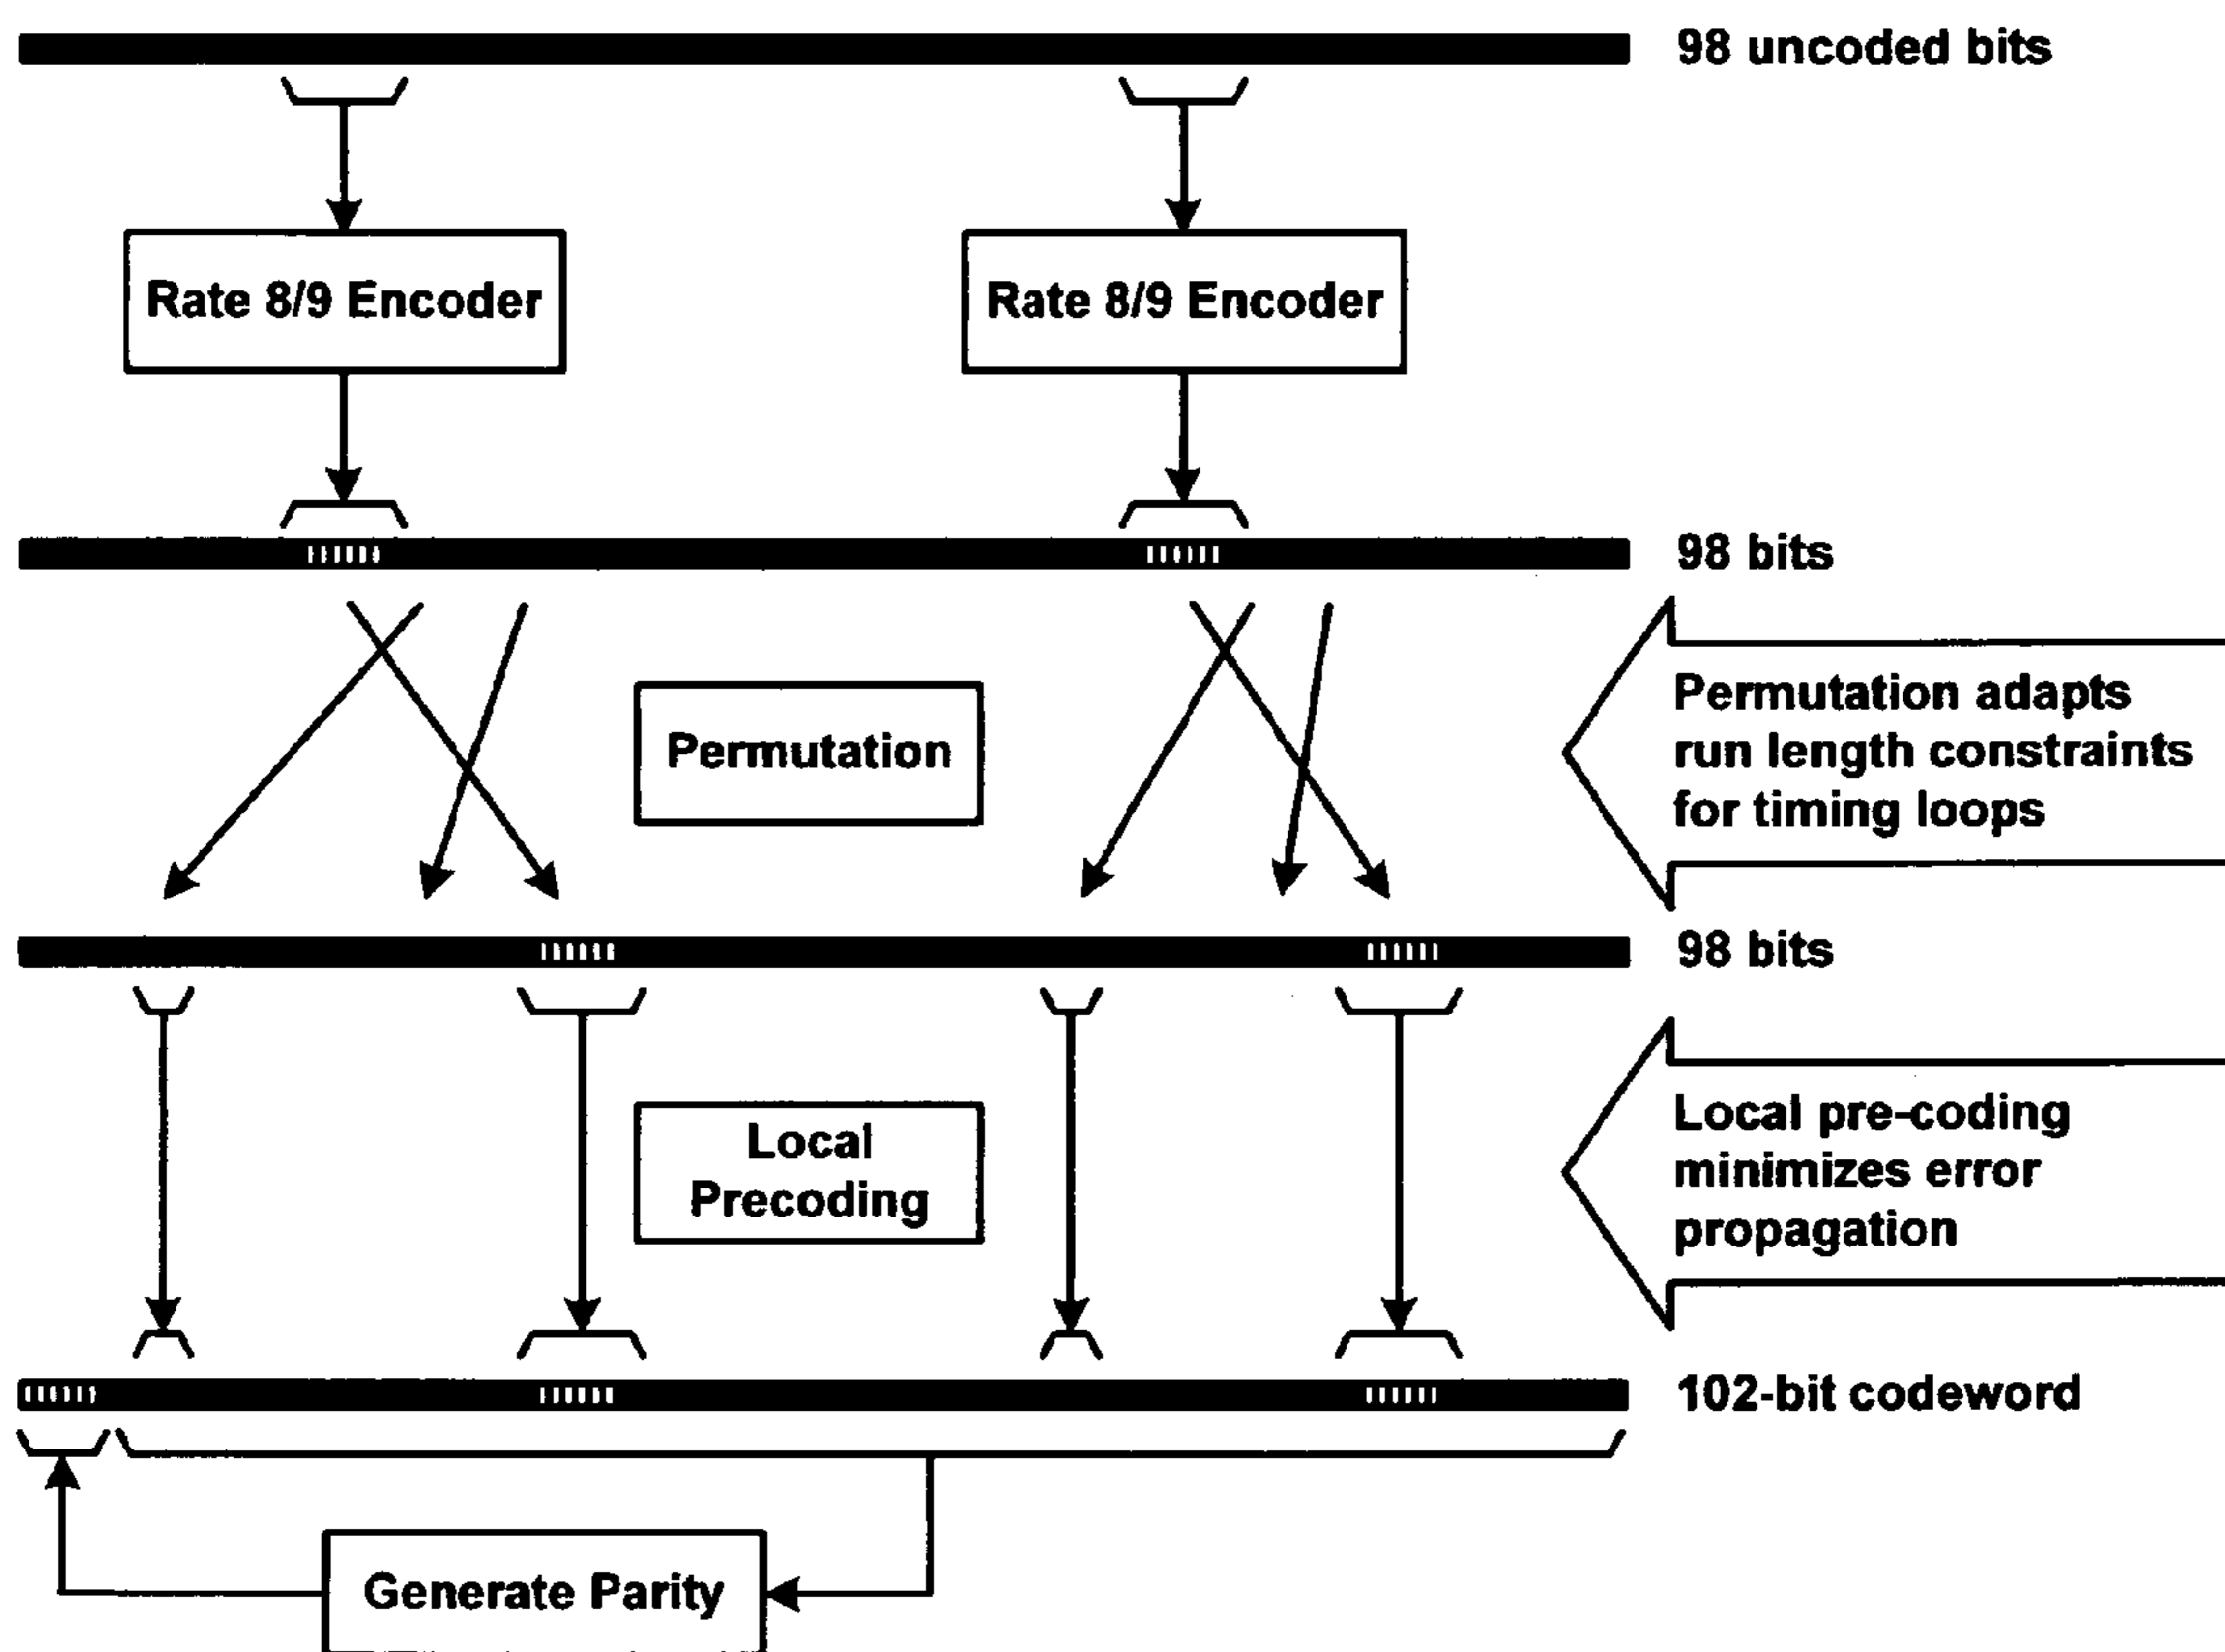 98 uncoded bits
Rate 8/9 Encoder
Rate 8/9 Encoder
98 bits
Permutation
Permutation adapts
run length constraints
for timing loops
98 bits
Local
Precoding
Local pre-coding
minimizes error
propagation
102-bit codeword
Generate Parity